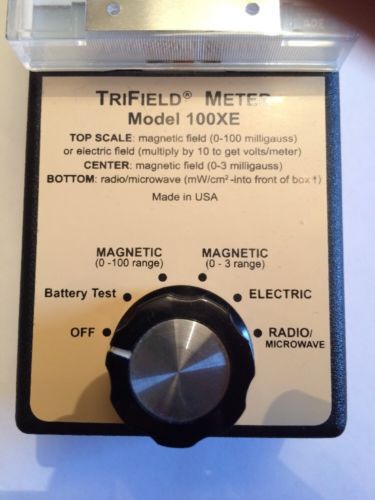 TRIFIELD® METER
Model 100XE
TOP SCALE: magnetic field (0-100 milligauss)
or electric field (multiply by 10 to get volts/meter)
CENTER: magnetic field (0-3 milligauss)
BOTTOM: radio/microwave (mW/cm²-into front of box↑)
Made in USA
MAGNETIC
(0 -100 range)
MAGNETIC
(0 - 3 range)
Battery Test
ELECTRIC
OFF
RADIO/
MICROWAVE